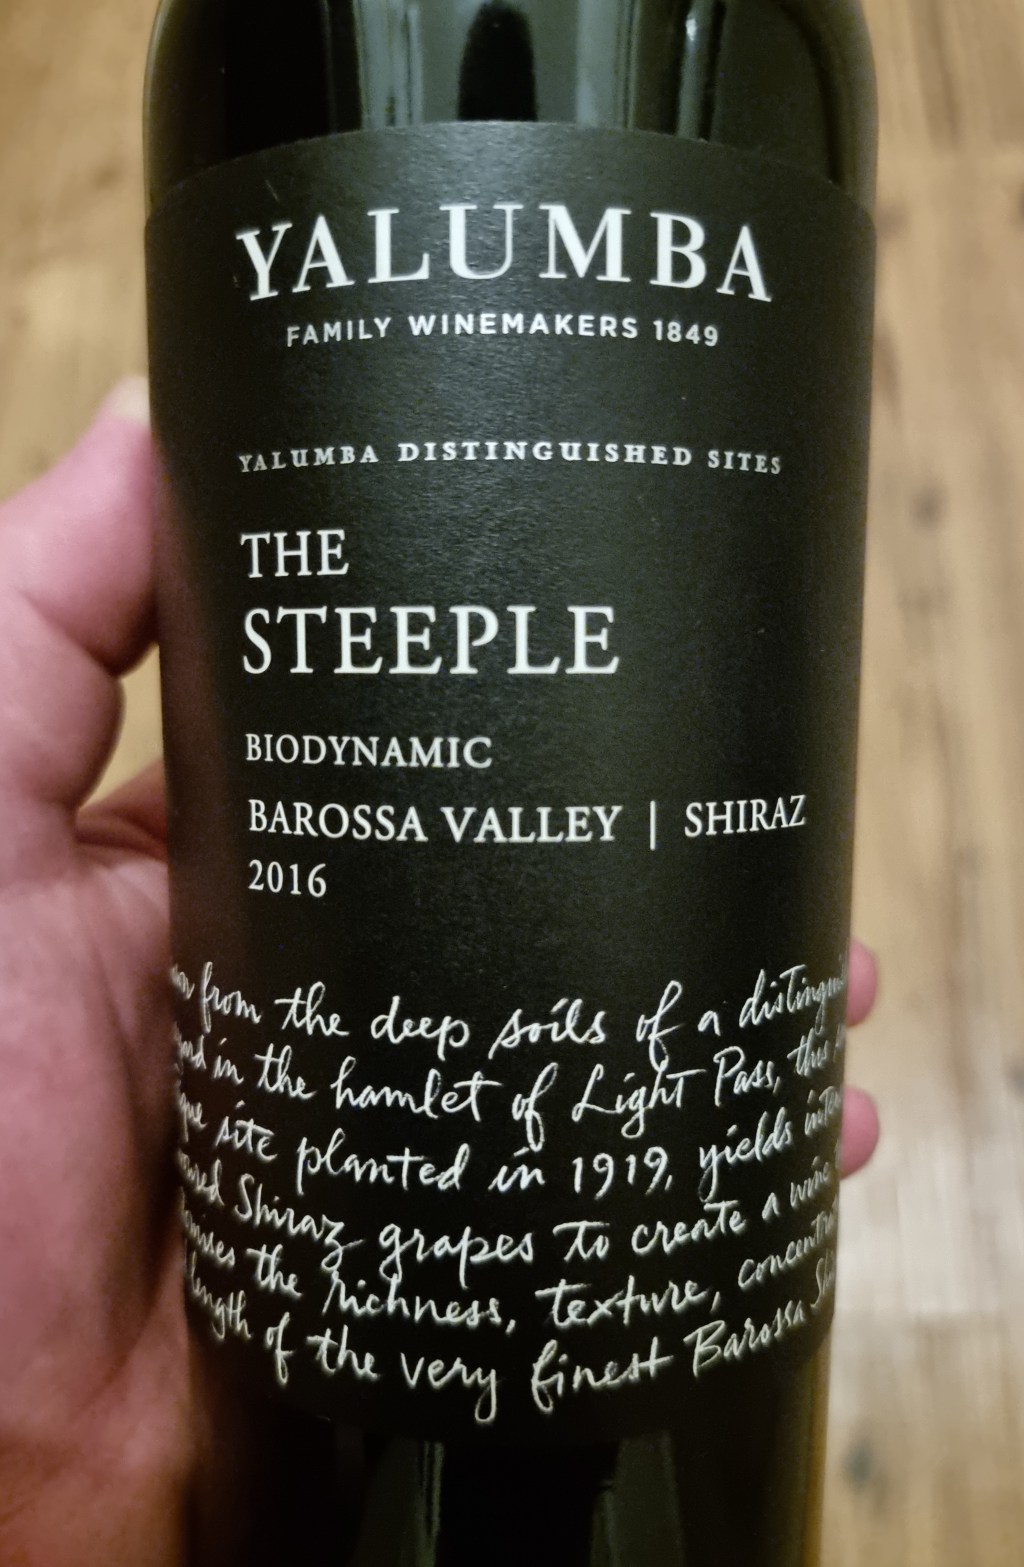 YALUMBA
FAMILY WINEMAKERS 1849
YALUMBA DISTINGUISHED SITES
THE
STEEPLE
BIODYNAMIC
BAROSSA VALLEY | SHIRAZ
2016
from the deep soils of a
in the hamlet of Light Pass, this
site planted in 1919, yields
Shiraz grapes to create a wine
the richness, texture,
length of the very finest Barossa